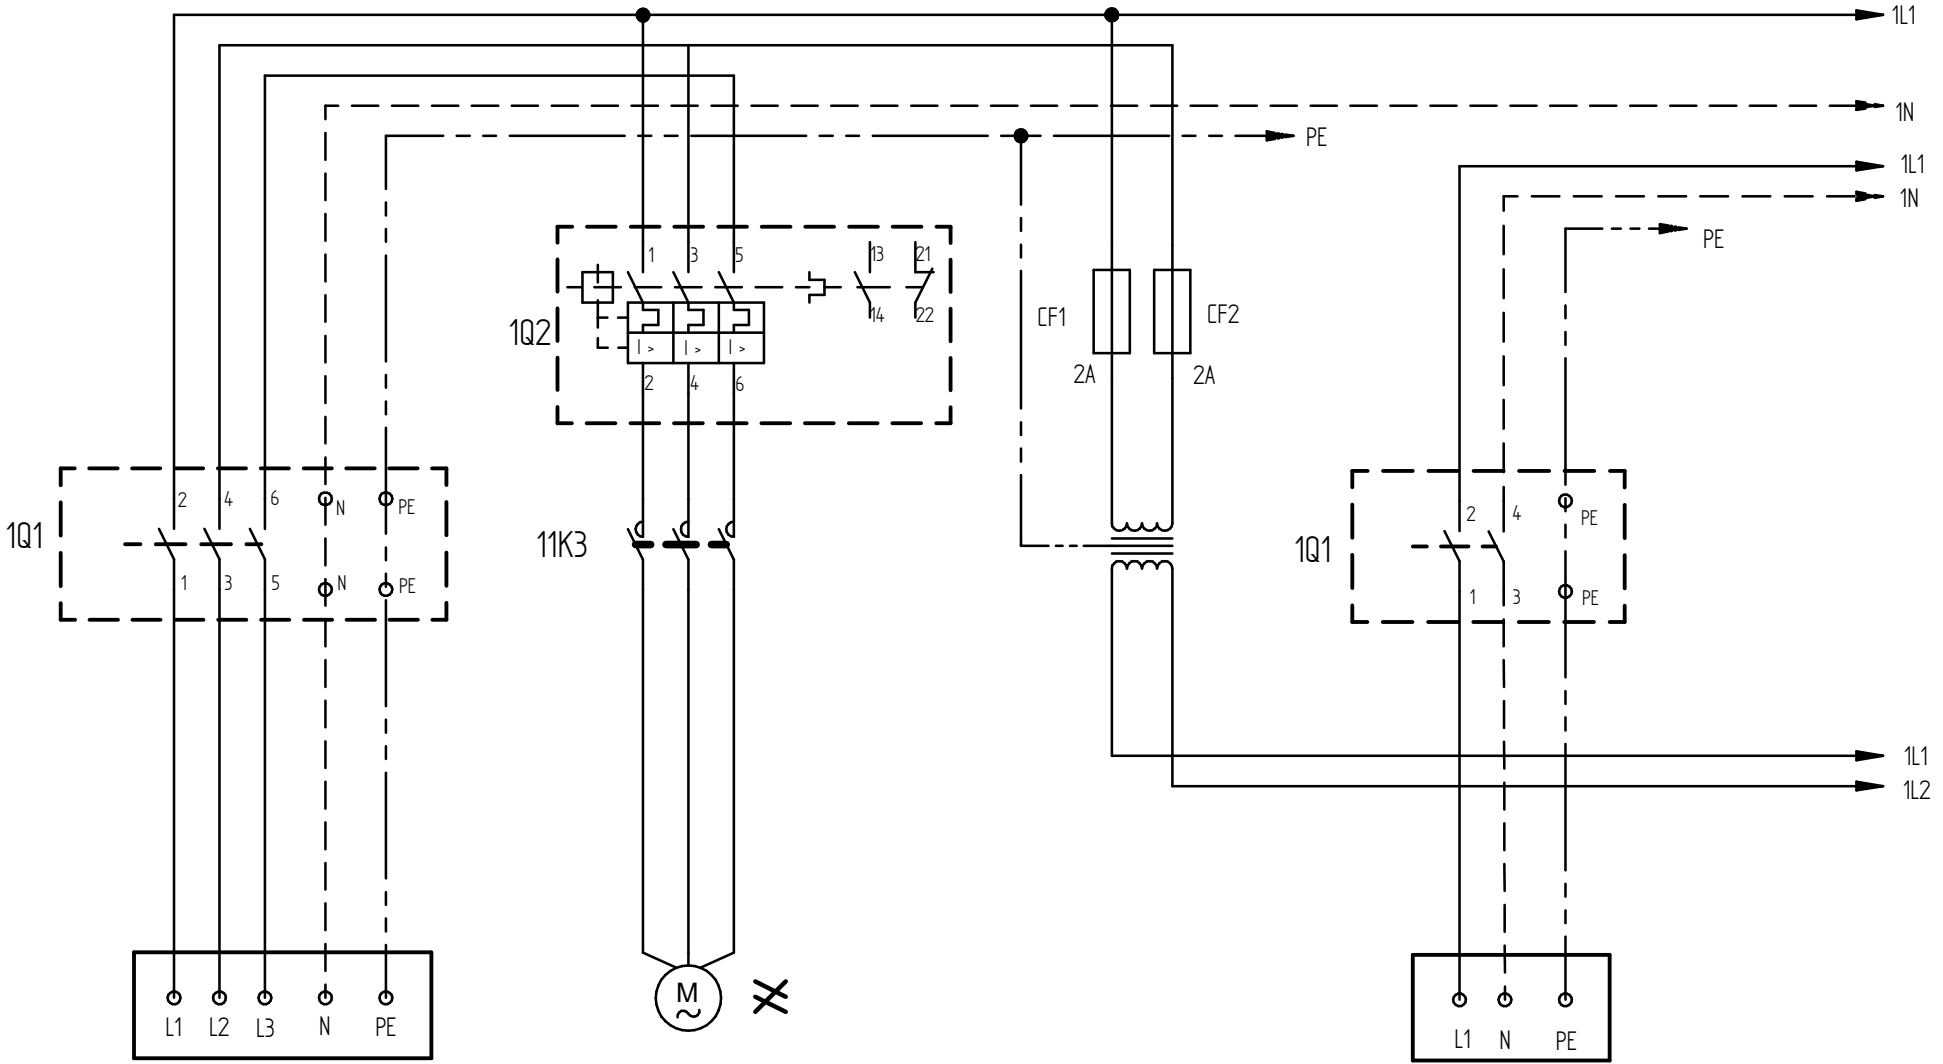 1L1
1N
PE
1L1
1N
PE
1Q2
1 3 5 13 21
14 22
I > I > I >
2 4 6
CF1 CF2
2A 2A
1Q1
2 4 6 N PE
1 3 5 N PE
11K3
1Q1
2 4 PE
1 3 PE
1L1
1L2
M
~
L1 L2 L3 N PE
L1 N PE